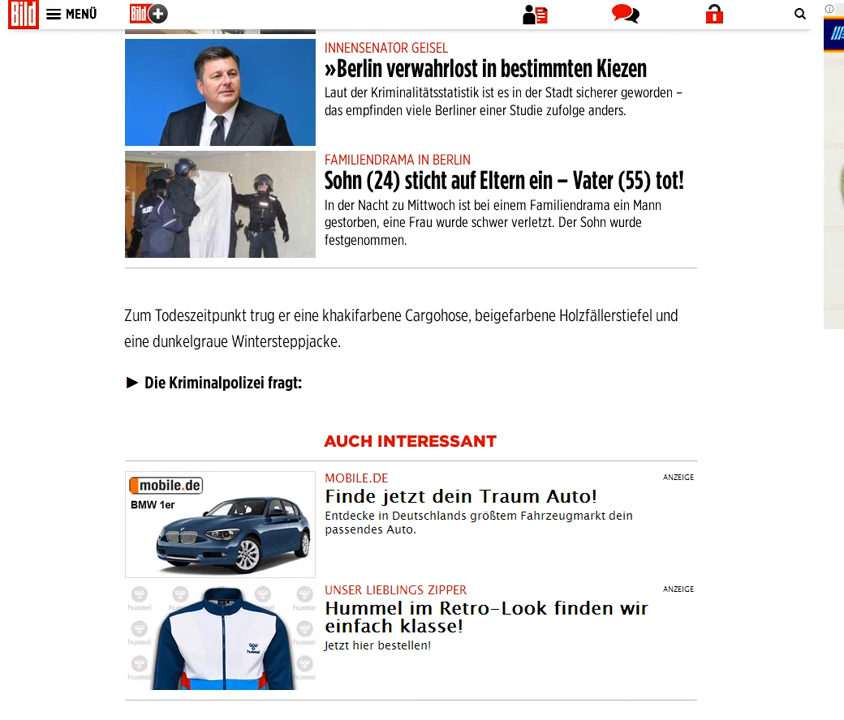 Bild
MENÜ
Bild +
INNENSENATOR GEISEL
»Berlin verwahrlost in bestimmten Kiezen
Laut der Kriminalitätsstatistik ist es in der Stadt sicherer geworden –
das empfinden viele Berliner einer Studie zufolge anders.
FAMILIENDRAMA IN BERLIN
Sohn (24) sticht auf Eltern ein – Vater (55) tot!
In der Nacht zu Mittwoch ist bei einem Familiendrama ein Mann
gestorben, eine Frau wurde schwer verletzt. Der Sohn wurde
festgenommen.
Zum Todeszeitpunkt trug er eine khakifarbene Cargohose, beigefarbene Holzfällerstiefel und
eine dunkelgraue Wintersteppjacke.
► Die Kriminalpolizei fragt:
AUCH INTERESSANT
mobile.de
BMW 1er
MOBILE.DE
ANZEIGE
Finde jetzt dein Traum Auto!
Entdecke in Deutschlands größtem Fahrzeugmarkt dein
passendes Auto.
hummel
hummel
hummel
hummel
hummel
UNSER LIEBLINGS ZIPPER
ANZEIGE
Hummel im Retro-Look finden wir
einfach klasse!
Jetzt hier bestellen!